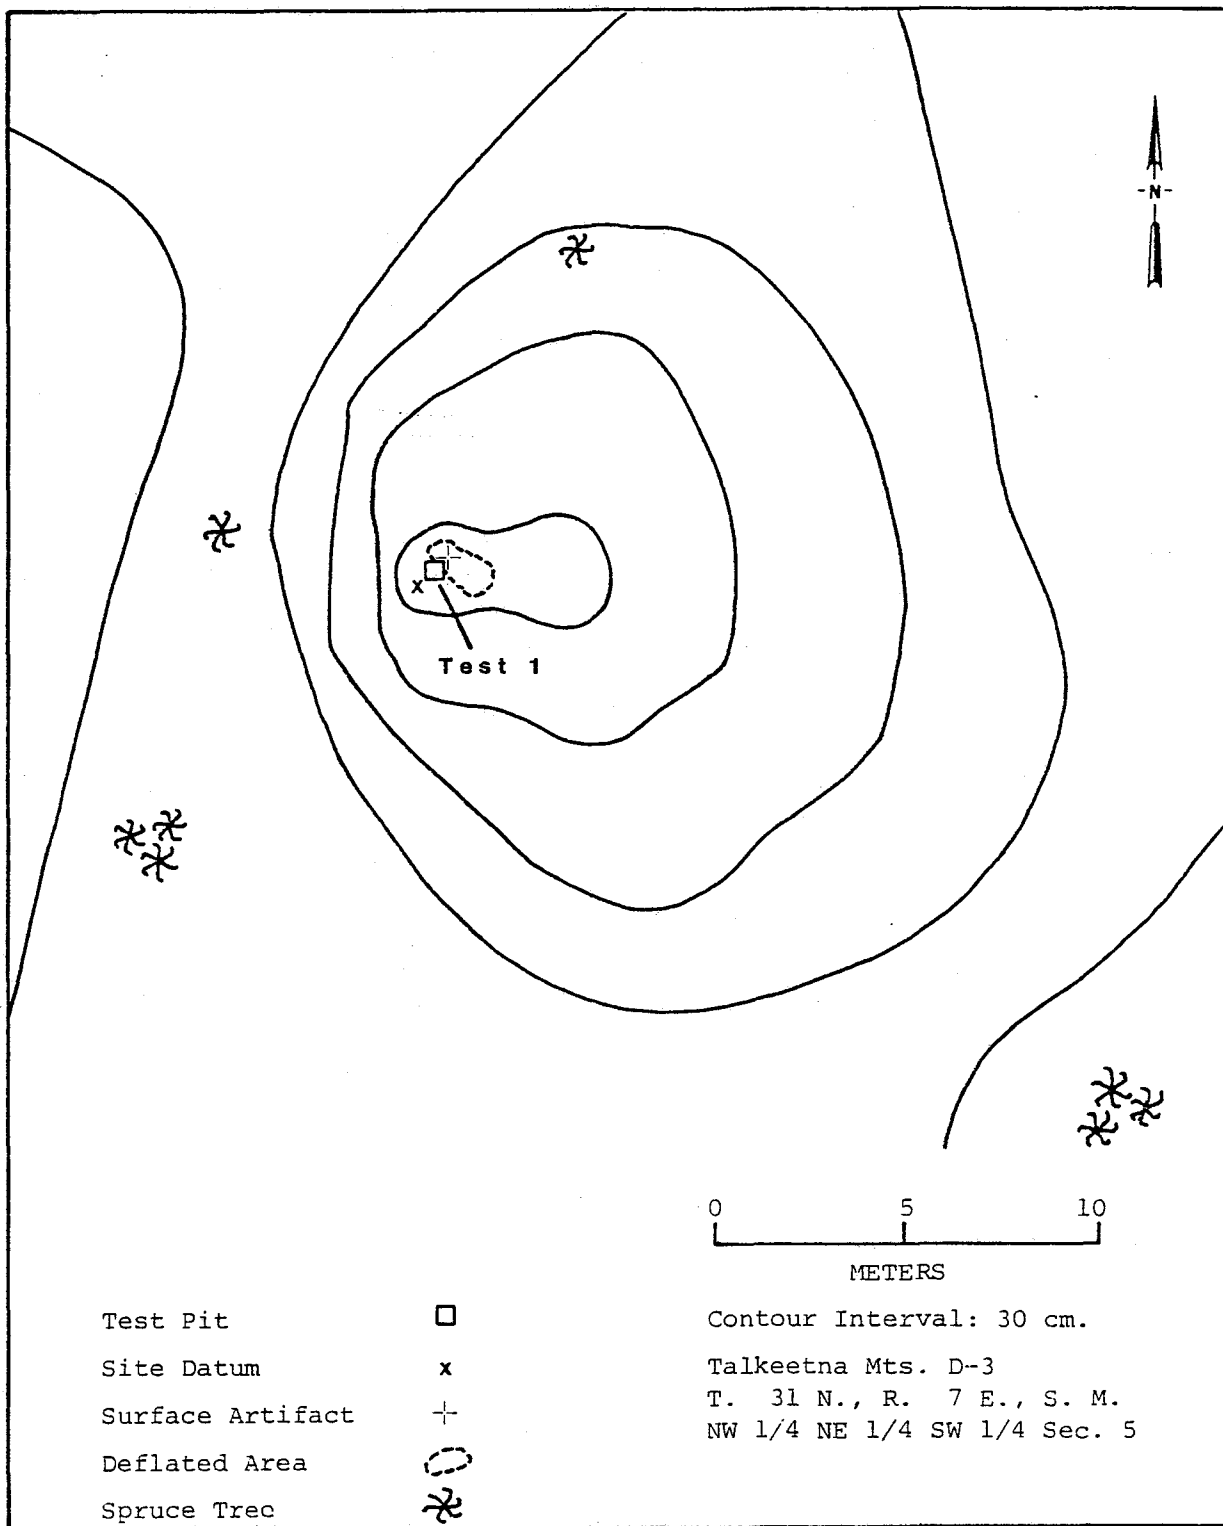 -N-
Test 1
x
0 5 10
METERS
Test Pit
Site Datum x
Surface Artifact
Deflated Area
Spruce Tree
Contour Interval: 30 cm.
Talkeetna Mts. D-3
T. 31 N., R. 7 E., S. M.
NW 1/4 NE 1/4 SW 1/4 Sec. 5